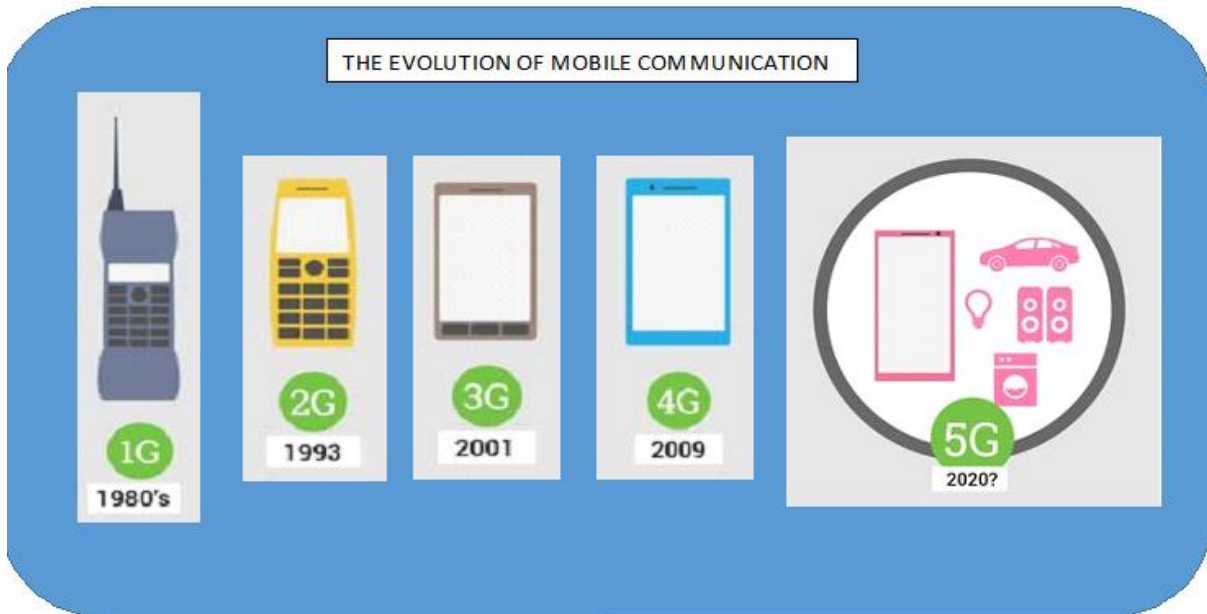 THE EVOLUTION OF MOBILE COMMUNICATION
1G
1980's
2G
1993
3G
2001
4G
2009
5G
2020?